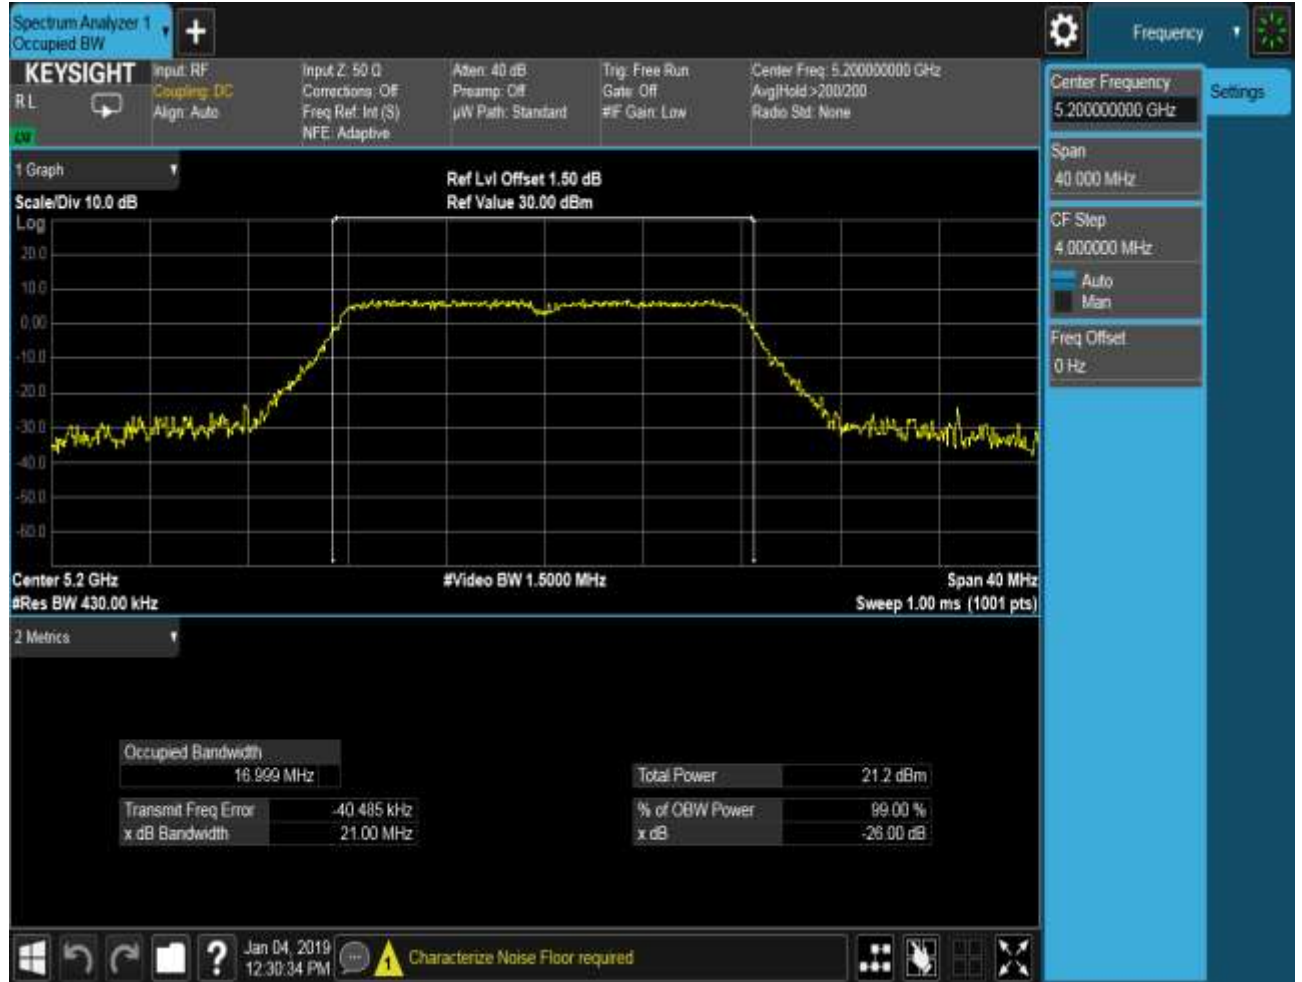 Spectrum Analyzer 1
Occupied BW
Frequency
KEYSIGHT
R L
Input: RF
Coupling: DC
Align: Auto
Input Z: 50 Ω
Corrections: Off
Freq Ref: Int (S)
NFE: Adaptive
Atten: 40 dB
Preamp: Off
µW Path: Standard
Trig: Free Run
Gate: Off
#IF Gain: Low
Center Freq: 5.200000000 GHz
Avg|Hold:>200/200
Radio Std: None
Center Frequency
5.200000000 GHz
Settings
Span
40.000 MHz
CF Step
4.000000 MHz
Auto
Man
Freq Offset
0 Hz
1 Graph
Scale/Div 10.0 dB
Ref Lvl Offset 1.50 dB
Ref Value 30.00 dBm
Log
20.0
10.0
0.00
-10.0
-20.0
-30.0
-40.0
-50.0
-60.0
Center 5.2 GHz
#Video BW 1.5000 MHz
Span 40 MHz
#Res BW 430.00 kHz
Sweep 1.00 ms (1001 pts)
2 Metrics
Occupied Bandwidth
16.999 MHz
Total Power 21.2 dBm
Transmit Freq Error -40.485 kHz
% of OBW Power 99.00 %
x dB Bandwidth 21.00 MHz
x dB -26.00 dB
Jan 04, 2019
12:30:34 PM
1
Characterize Noise Floor required